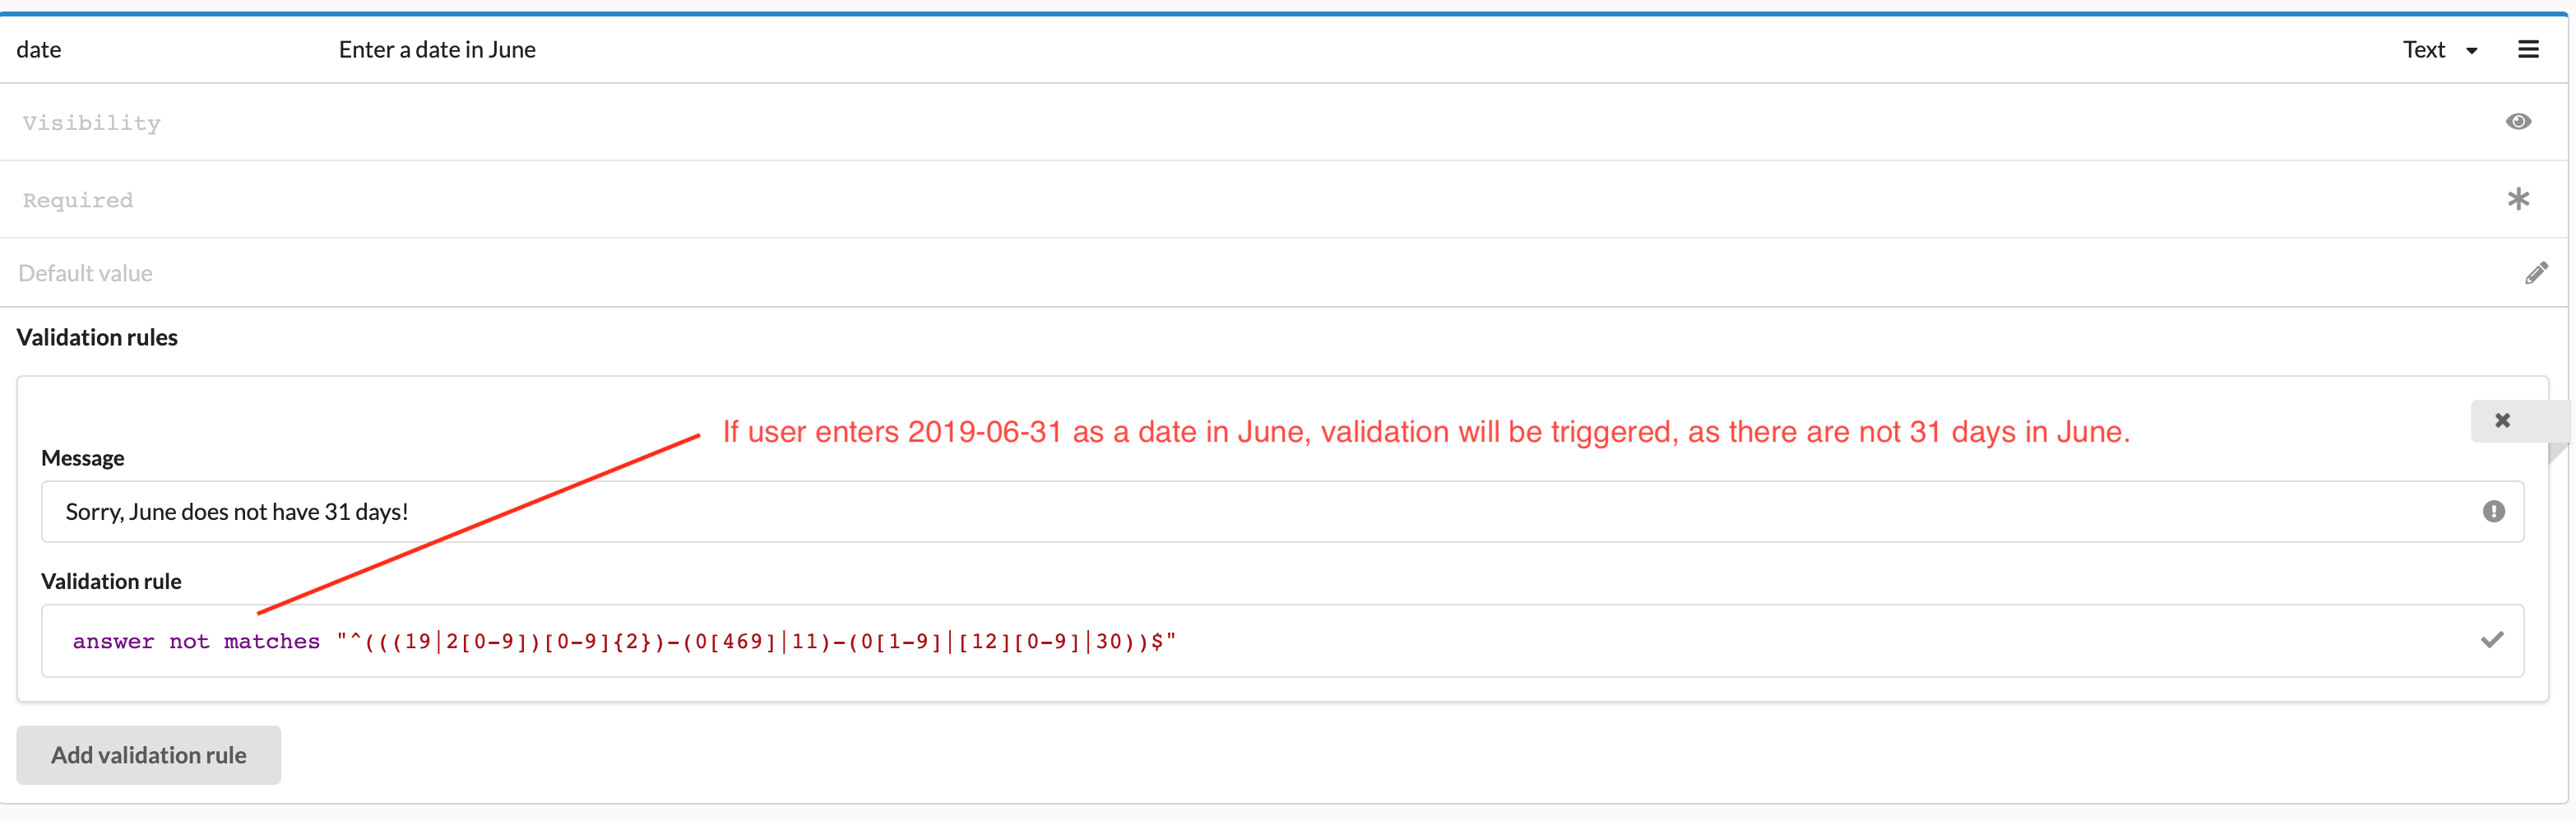 date Enter a date in June Text
Visibility
Required
Default value
Validation rules
If user enters 2019-06-31 as a date in June, validation will be triggered, as there are not 31 days in June.
Message
Sorry, June does not have 31 days!
Validation rule
answer not matches "^(((19|2[0-9])[0-9]{2})-(0[469]|11)-(0[1-9]|[12][0-9]|30))$"
Add validation rule